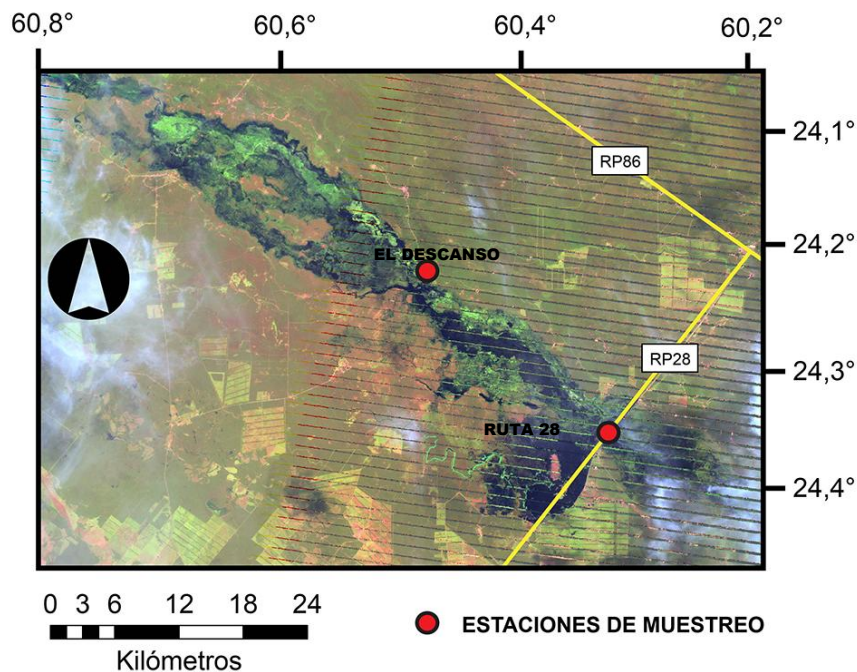 60,8° 60,6° 60,4° 60,2°
24,1°
RP86
24,2°
EL DESCANSO
RP28
24,3°
RUTA 28
24,4°
0 3 6 12 18 24
Kilómetros
ESTACIONES DE MUESTREO